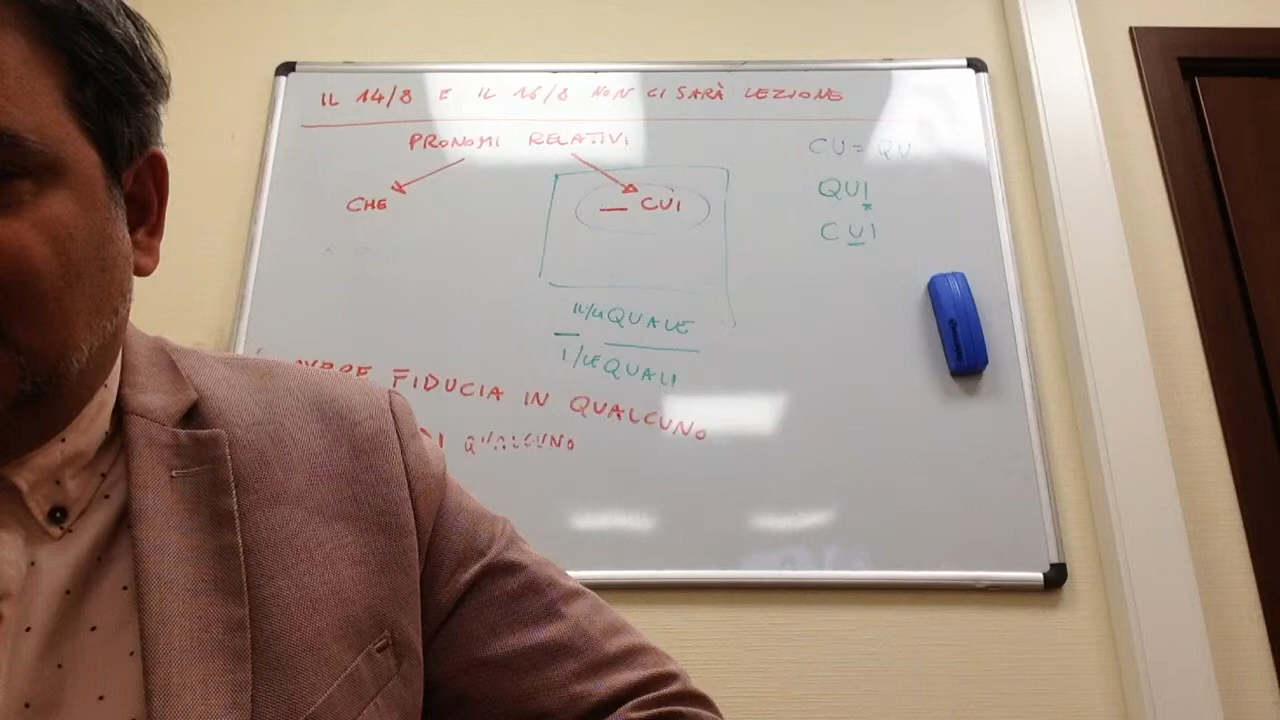 IL 14/8 E IL 16/8 NON CI SARÀ LEZIONE
PRONOMI RELATIVI
CHE
— CUI
IL/LA QUALE
I/LE QUALI
FIDUCIA IN QUALCUNO
DI QUALCUNO
CU = QU
QUI
CUI